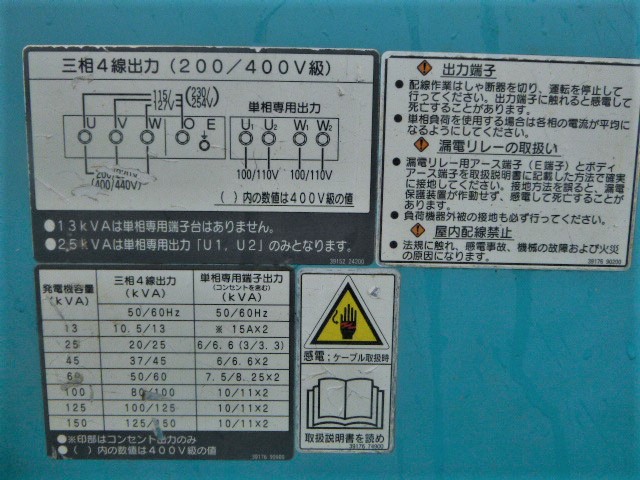 三相4線出力(200/400V級)
115/127V
(230/254V)
単相専用出力
U V W O E
U₁ U₂ W₁ W₂
100/110V 100/110V
(400/440V)
( )内の数値は400V級の値
●13kVAは単相専用端子台はありません。
●25kVAは単相専用出力「U1, U2」のみとなります。
39152 24200
出力端子
●配線作業はしゃ断器を切り、運転を停止して
行ってください。出力端子に触れると感電して
死亡することがあります。
●単相負荷を使用する場合は各相の電流が平均に
なるようにしてください。
漏電リレーの取扱い
●漏電リレー用アース端子(E端子)とボディ
アース端子を取扱説明書に記載した方法で確実
に接地してください。接地方法を誤ると、漏電
保護装置が作動せず、感電して死亡することが
あります。
●負荷機器外被の接地も必ず行ってください。
屋内配線禁止
●法規に触れ、感電事故、機械の故障および火災
の原因になります。
39176 90200
発電機容量(kVA) 三相4線出力(kVA) 単相専用端子出力(コンセントを含む)(kVA)
50/60Hz 50/60Hz
13 10.5/13 ※ 15A×2
25 20/25 6/6.6(3/3.3)
45 37/45 6/6.6×2
60 50/60 7.5/8.25×2
100 80/100 10/11×2
125 100/125 10/11×2
150 125/150 10/11×2
●※印部はコンセント出力のみ
●( )内の数値は400V級の値
感電:ケーブル取扱時
取扱説明書を読め